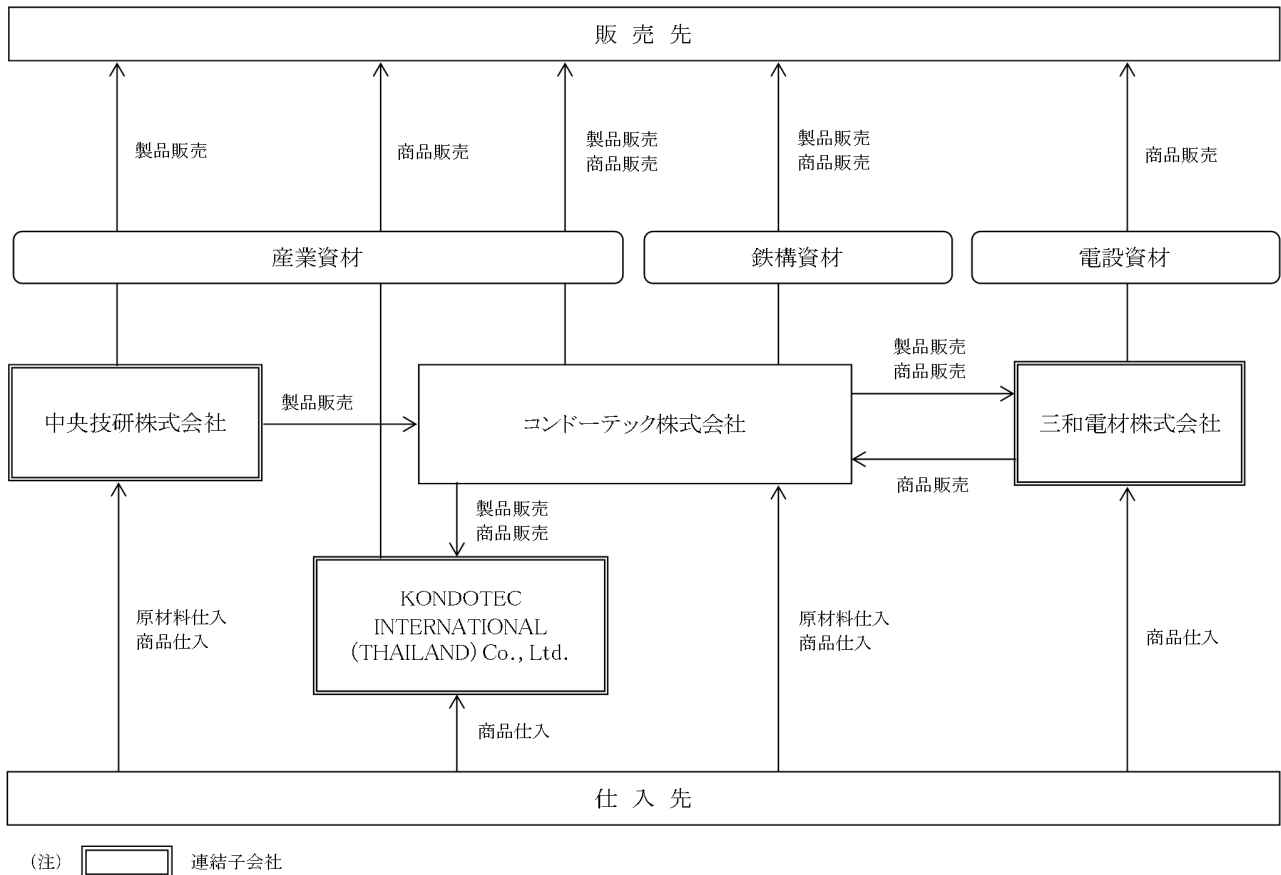 販 売 先
製品販売
商品販売
製品販売
商品販売
製品販売
商品販売
商品販売
産業資材
鉄構資材
電設資材
製品販売
商品販売
中央技研株式会社
製品販売
コンドーテック株式会社
三和電材株式会社
商品販売
製品販売
商品販売
KONDOTEC
INTERNATIONAL
(THAILAND) Co., Ltd.
原材料仕入
商品仕入
原材料仕入
商品仕入
商品仕入
商品仕入
仕 入 先
(注)
連結子会社